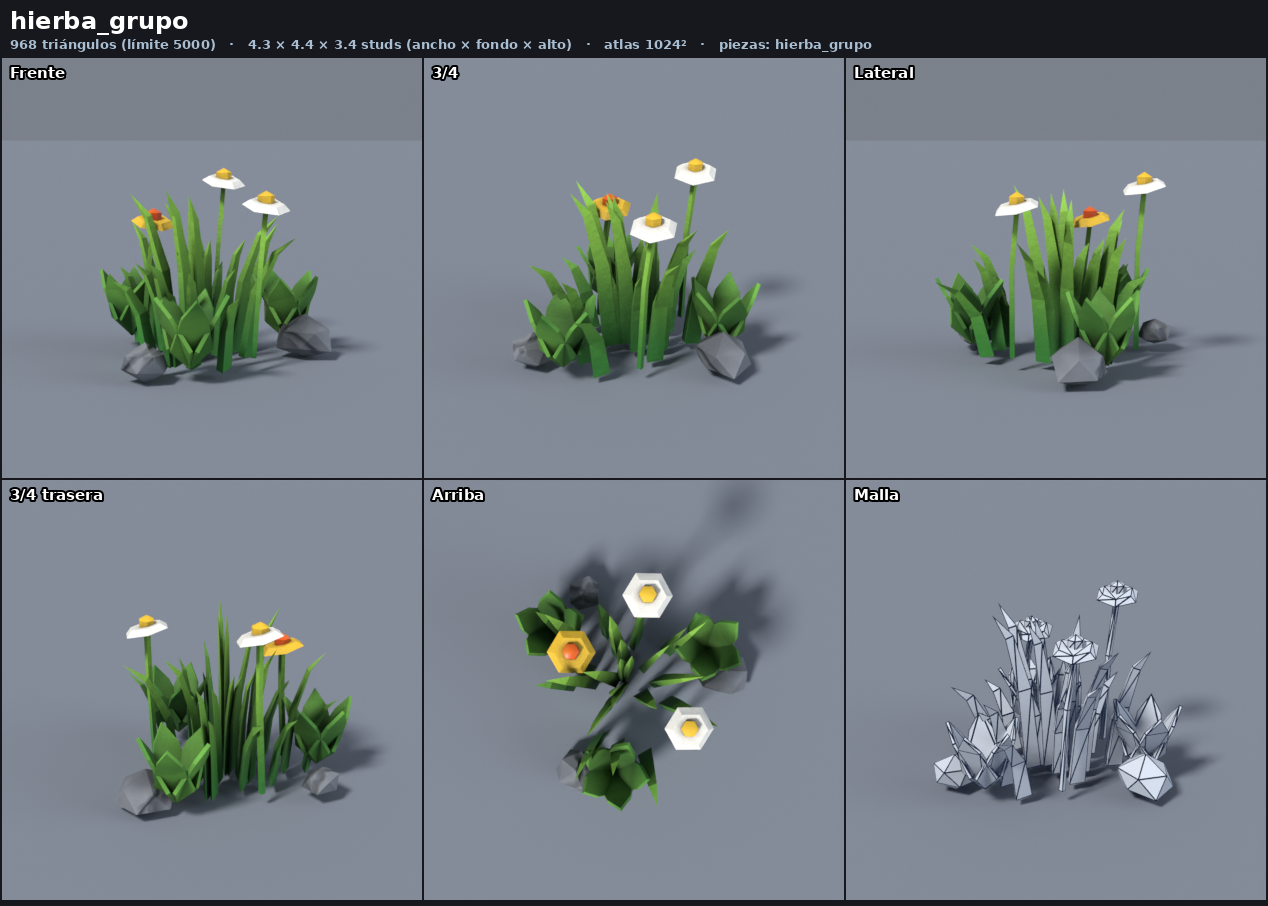 hierba_grupo
968 triángulos (límite 5000)   ·   4.3 × 4.4 × 3.4 studs (ancho × fondo × alto)   ·   atlas 1024²   ·   piezas: hierba_grupo
Frente
3/4
Lateral
3/4 trasera
Arriba
Malla